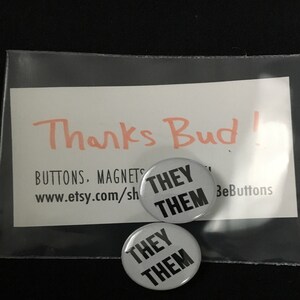 Thanks Bud!
BUTTONS, MAGNETS
www.etsy.com/sh BeButtons
THEY
THEM
THEY
THEM